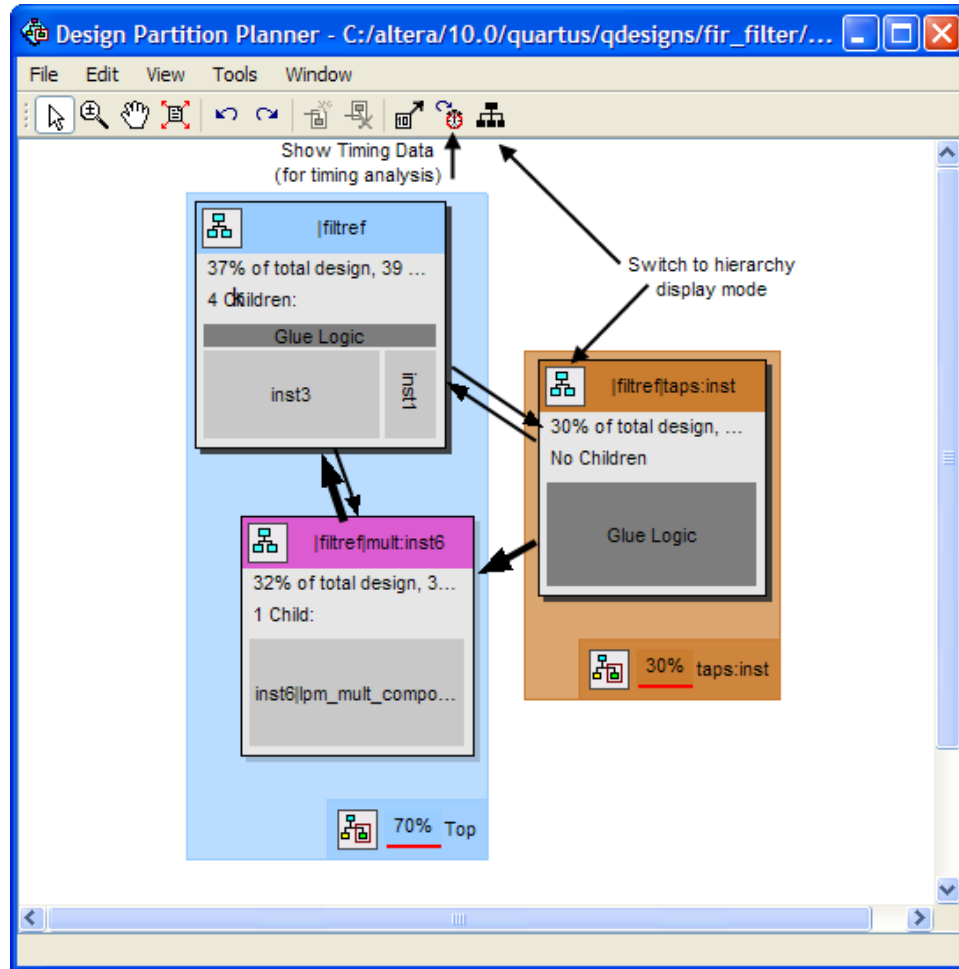 Design Partition Planner - C:/altera/10.0/quartus/qdesigns/fir_filter/...
File Edit View Tools Window
Show Timing Data
(for timing analysis)
|filtref
37% of total design, 39 ...
4 Children:
Glue Logic
inst3
inst1
Switch to hierarchy
display mode
|filtref|taps:inst
30% of total design, ...
No Children
Glue Logic
|filtref|mult:inst6
32% of total design, 3...
1 Child:
inst6|lpm_mult_compo...
30% taps:inst
70% Top